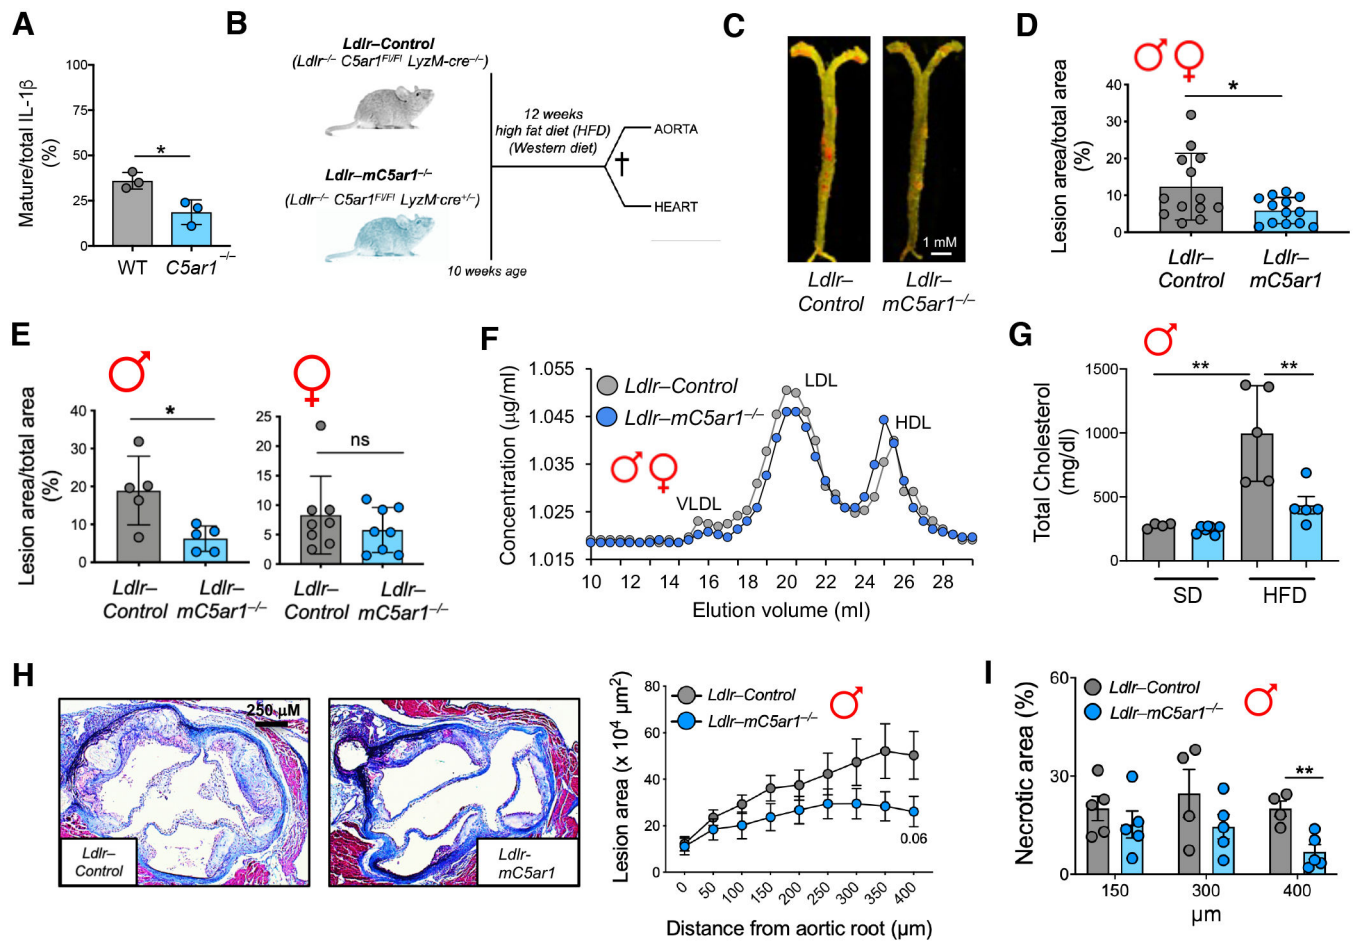 A
Mature/total IL-1β
(%)
100
50
25
0
*
WT
C5ar1⁻/⁻
B
Ldlr–Control
(Ldlr⁻/⁻ C5ar1Fl/Fl LyzM-cre⁻/⁻)
Ldlr–mC5ar1⁻/⁻
(Ldlr⁻/⁻ C5ar1Fl/Fl LyzM-cre⁺/⁻)
12 weeks
high fat diet (HFD)
(Western diet)
†
AORTA
HEART
10 weeks age
C
1 mM
Ldlr–
Control
Ldlr–
mC5ar1⁻/⁻
D
♂ ♀
Lesion area/total area
(%)
40
30
20
10
0
*
Ldlr–
Control
Ldlr–
mC5ar1
E
♂
Lesion area/total area
(%)
40
30
20
10
0
*
Ldlr–
Control
Ldlr–
mC5ar1⁻/⁻
♀
25
20
15
10
5
0
ns
Ldlr–
Control
Ldlr–
mC5ar1⁻/⁻
F
Concentration (µg/ml)
1.055
1.045
1.035
1.025
1.015
Ldlr–Control
Ldlr–mC5ar1⁻/⁻
♂ ♀
VLDL
LDL
HDL
10 12 14 16 18 20 22 24 26 28
Elution volume (ml)
G
♂
Total Cholesterol
(mg/dl)
1500
1000
500
0
** **
SD
HFD
H
250 µM
Ldlr–
Control
Ldlr-
mC5ar1
Lesion area (x 10⁴ µm²)
80
60
40
20
0
Ldlr–Control
Ldlr–mC5ar1⁻/⁻
♂
0.06
0 50 100 150 200 250 300 350 400
Distance from aortic root (µm)
I
Necrotic area (%)
60
30
0
Ldlr–Control
Ldlr–mC5ar1⁻/⁻
♂
**
150 300 400
µm